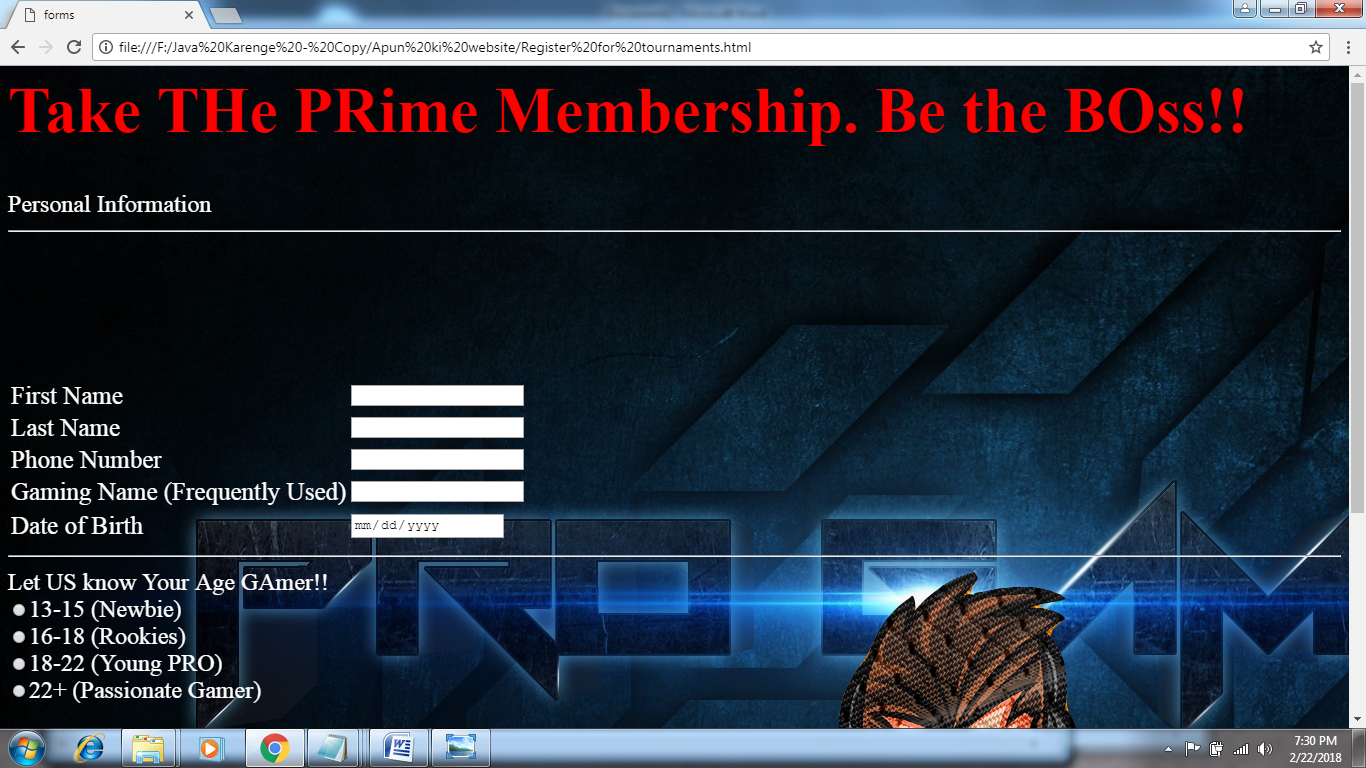 forms
file:///F:/Java%20Karenge%20-%20Copy/Apun%20ki%20website/Register%20for%20tournaments.html
Take THe PRime Membership. Be the BOss!!
Personal Information
First Name
Last Name
Phone Number
Gaming Name (Frequently Used)
Date of Birth mm/dd/yyyy
Let US know Your Age GAmer!!
13-15 (Newbie)
16-18 (Rookies)
18-22 (Young PRO)
22+ (Passionate Gamer)
7:30 PM
2/22/2018